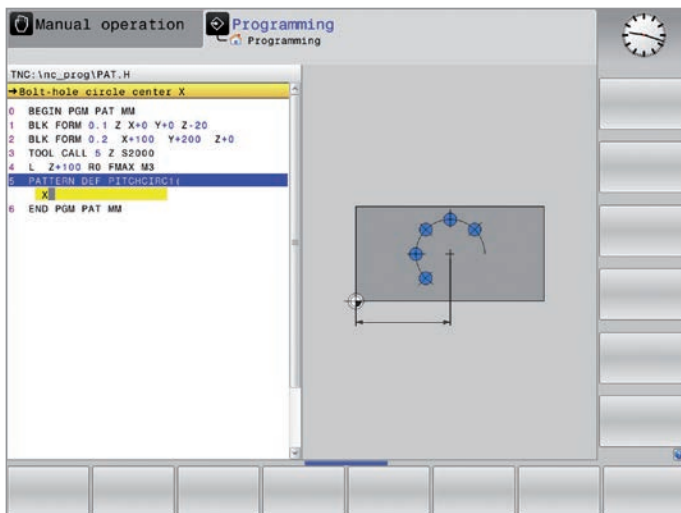 Manual operation
Programming
Programming
TNC:\nc_prog\PAT.H
→Bolt-hole circle center X
0 BEGIN PGM PAT MM
1 BLK FORM 0.1 Z X+0 Y+0 Z-20
2 BLK FORM 0.2 X+100 Y+200 Z+0
3 TOOL CALL 5 Z S2000
4 L Z+100 R0 FMAX M3
5 PATTERN DEF PITCHCIRC1(
X
6 END PGM PAT MM